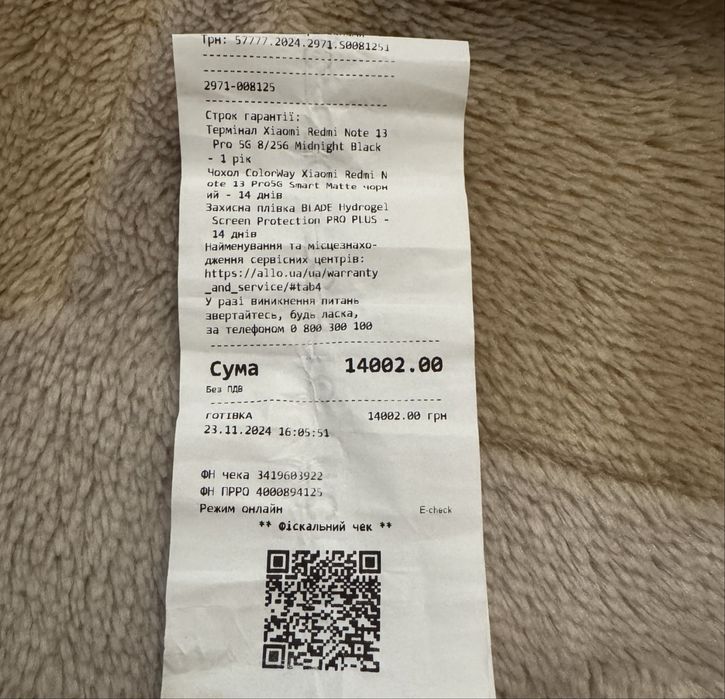 Трн: 57777.2024.2971.S0081251
2971-008125
Строк гарантії:
Термінал Xiaomi Redmi Note 13
Pro 5G 8/256 Midnight Black
- 1 рік
Чохол ColorWay Xiaomi Redmi N
ote 13 Pro5G Smart Matte чорн
ий - 14 днів
Захисна плівка BLADE Hydrogel
Screen Protection PRO PLUS -
14 днів
Найменування та місцезнахо-
дження сервісних центрів:
https://allo.ua/ua/warranty
_and_service/#tab4
У разі виникнення питань
звертайтесь, будь ласка,
за телефоном 0 800 300 100
Сума 14002.00
Без ПДВ
ГОТІВКА 14002.00 грн
23.11.2024 16:05:51
ФН чека 3419603922
ФН ПРРО 4000894125
Режим онлайн E-check
** Фіскальний чек **